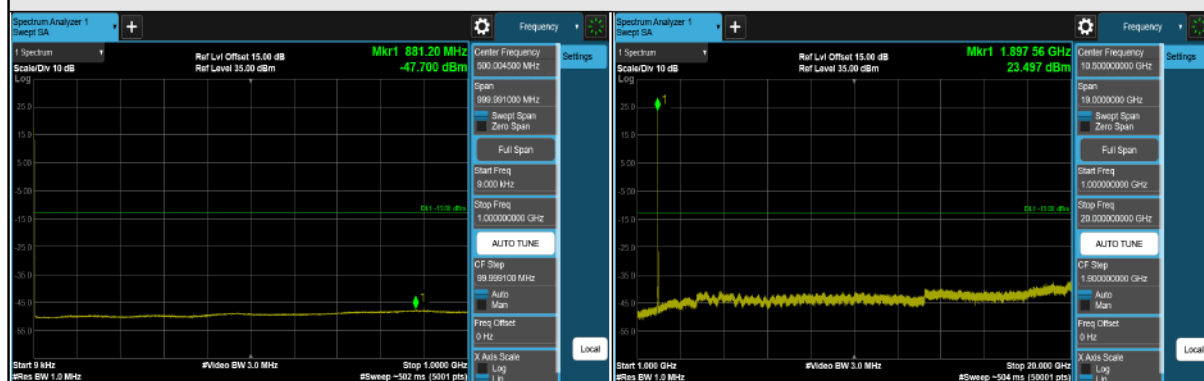 Spectrum Analyzer 1
Swept SA
+
Frequency
1 Spectrum
Scale/Div 10 dB
Log
Ref Lvl Offset 15.00 dB
Ref Level 35.00 dBm
Mkr1 881.20 MHz
-47.700 dBm
25.0
15.0
5.00
-5.00
-15.0
-25.0
-35.0
-45.0
-55.0
1
DL1 -13.00 dBm
Start 9 kHz
#Res BW 1.0 MHz
#Video BW 3.0 MHz
Stop 1.0000 GHz
#Sweep ~502 ms (5001 pts)
Center Frequency
500.004500 MHz
Settings
Span
999.991000 MHz
Swept Span
Zero Span
Full Span
Start Freq
9.000 kHz
Stop Freq
1.000000000 GHz
AUTO TUNE
CF Step
99.999100 MHz
Auto
Man
Freq Offset
0 Hz
X Axis Scale
Log
Lin
Local
Spectrum Analyzer 1
Swept SA
+
Frequency
1 Spectrum
Scale/Div 10 dB
Log
Ref Lvl Offset 15.00 dB
Ref Level 35.00 dBm
Mkr1 1.897 56 GHz
23.497 dBm
25.0
15.0
5.00
-5.00
-15.0
-25.0
-35.0
-45.0
-55.0
1
DL1 -13.00 dBm
Start 1.000 GHz
#Res BW 1.0 MHz
#Video BW 3.0 MHz
Stop 20.000 GHz
#Sweep ~504 ms (5001 pts)
Center Frequency
10.500000000 GHz
Settings
Span
19.0000000 GHz
Swept Span
Zero Span
Full Span
Start Freq
1.000000000 GHz
Stop Freq
20.000000000 GHz
AUTO TUNE
CF Step
1.900000000 GHz
Auto
Man
Freq Offset
0 Hz
X Axis Scale
Log
Lin
Local